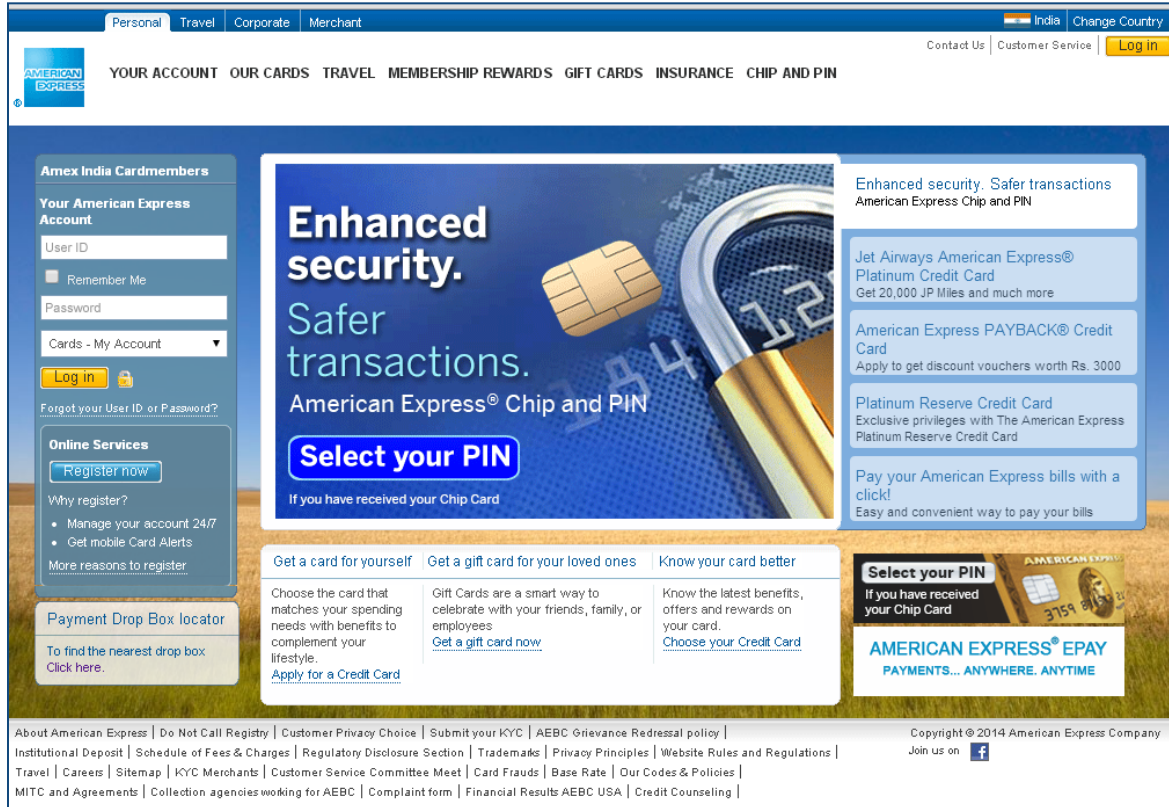 Personal Travel Corporate Merchant India Change Country
Contact Us Customer Service Log in
AMERICAN EXPRESS ®
YOUR ACCOUNT OUR CARDS TRAVEL MEMBERSHIP REWARDS GIFT CARDS INSURANCE CHIP AND PIN
Amex India Cardmembers
Your American Express
Account
User ID
Remember Me
Password
Cards - My Account
Log in
Forgot your User ID or Password?
Online Services
Register now
Why register?
• Manage your account 24/7
• Get mobile Card Alerts
More reasons to register
Payment Drop Box locator
To find the nearest drop box
Click here.
Enhanced
security.
Safer
transactions.
American Express® Chip and PIN
Select your PIN
If you have received your Chip Card
Enhanced security. Safer transactions
American Express Chip and PIN
Jet Airways American Express®
Platinum Credit Card
Get 20,000 JP Miles and much more
American Express PAYBACK® Credit
Card
Apply to get discount vouchers worth Rs. 3000
Platinum Reserve Credit Card
Exclusive privileges with The American Express
Platinum Reserve Credit Card
Pay your American Express bills with a
click!
Easy and convenient way to pay your bills
Get a card for yourself
Choose the card that
matches your spending
needs with benefits to
complement your
lifestyle.
Apply for a Credit Card
Get a gift card for your loved ones
Gift Cards are a smart way to
celebrate with your friends, family, or
employees
Get a gift card now
Know your card better
Know the latest benefits,
offers and rewards on
your card.
Choose your Credit Card
Select your PIN
If you have received
your Chip Card
AMERICAN EXPRESS
3759
AMERICAN EXPRESS® EPAY
PAYMENTS... ANYWHERE. ANYTIME
About American Express | Do Not Call Registry | Customer Privacy Choice | Submit your KYC | AEBC Grievance Redressal policy |
Institutional Deposit | Schedule of Fees & Charges | Regulatory Disclosure Section | Trademarks | Privacy Principles | Website Rules and Regulations |
Travel | Careers | Sitemap | KYC Merchants | Customer Service Committee Meet | Card Frauds | Base Rate | Our Codes & Policies |
MITC and Agreements | Collection agencies working for AEBC | Complaint form | Financial Results AEBC USA | Credit Counseling |
Copyright © 2014 American Express Company
Join us on f